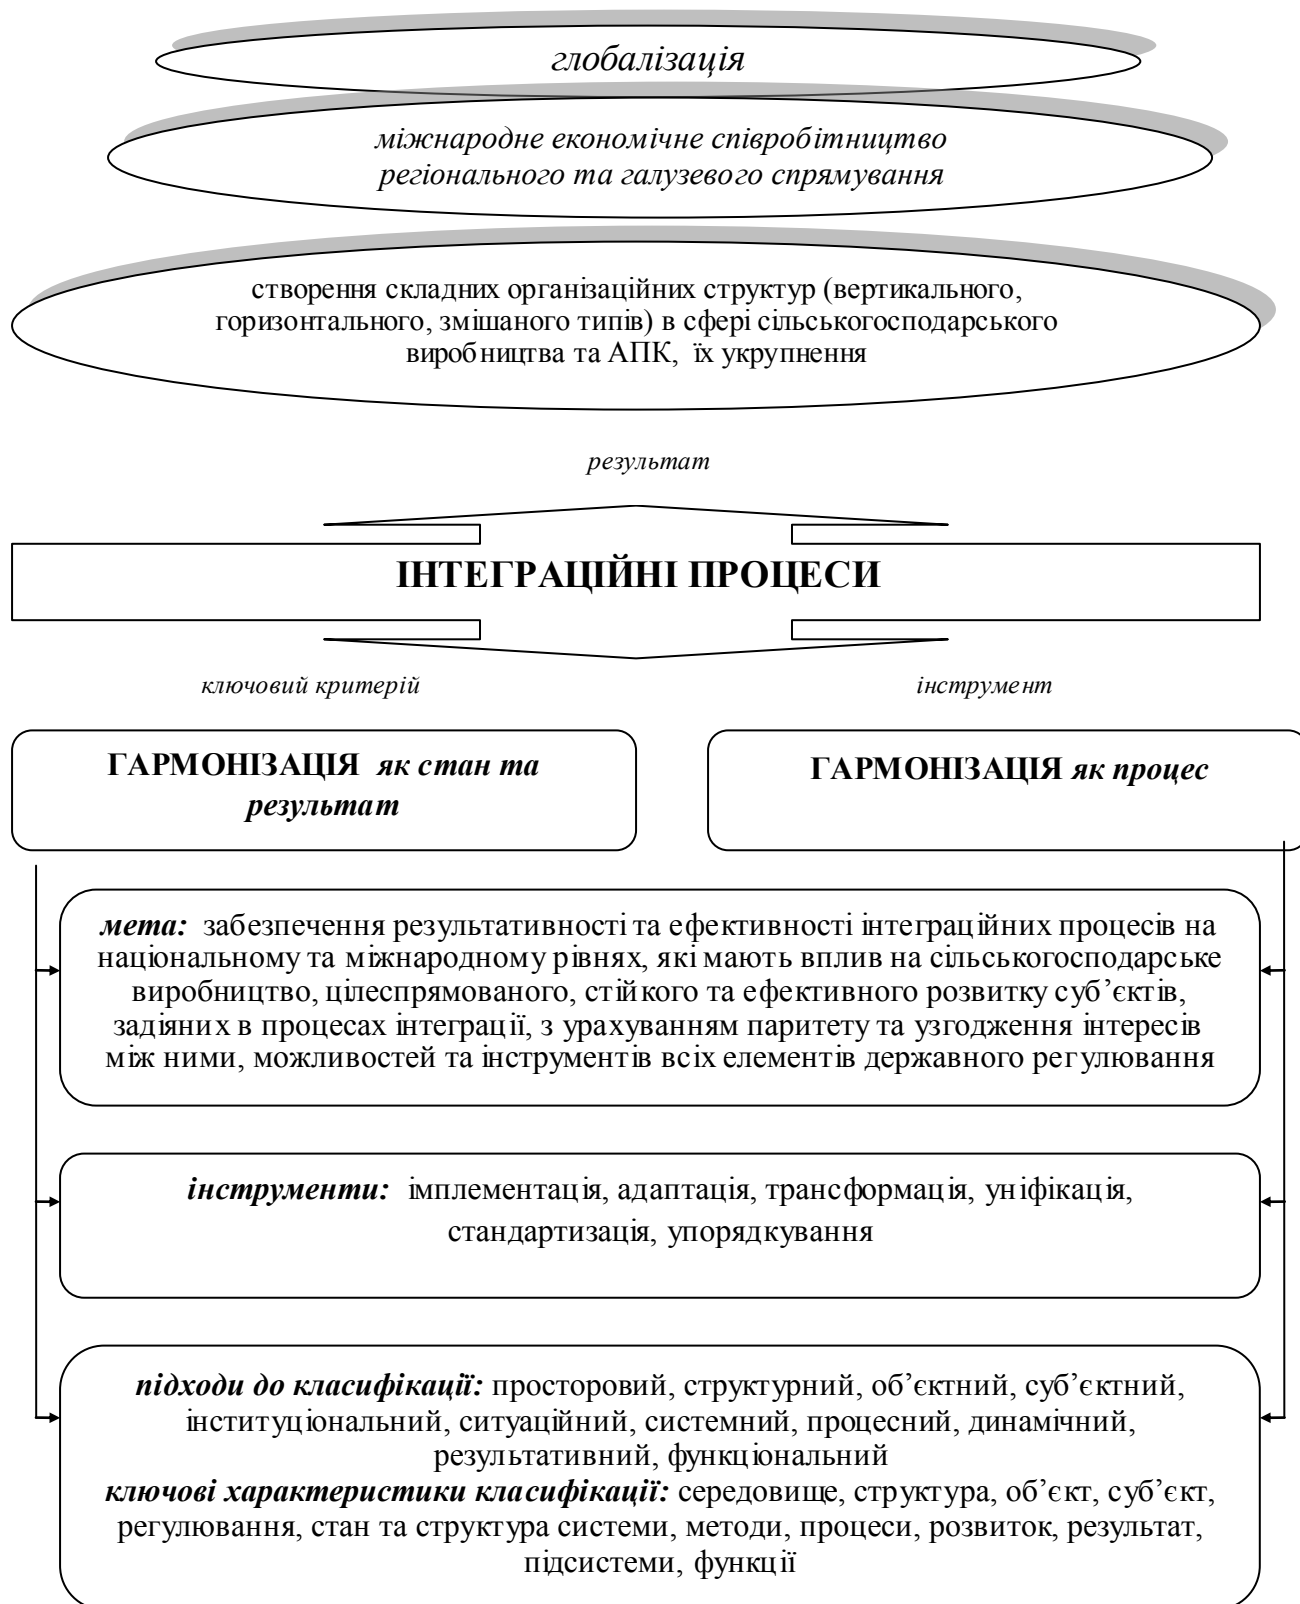 глобалізація
міжнародне економічне співробітництво
регіонального та галузевого спрямування
створення складних організаційних структур (вертикального,
горизонтального, змішаного типів) в сфері сільськогосподарського
виробництва та АПК, їх укрупнення
результат
ІНТЕГРАЦІЙНІ ПРОЦЕСИ
ключовий критерій
інструмент
ГАРМОНІЗАЦІЯ як стан та
результат
ГАРМОНІЗАЦІЯ як процес
мета: забезпечення результативності та ефективності інтеграційних процесів на
національному та міжнародному рівнях, які мають вплив на сільськогосподарське
виробництво, цілеспрямованого, стійкого та ефективного розвитку суб’єктів,
задіяних в процесах інтеграції, з урахуванням паритету та узгодження інтересів
між ними, можливостей та інструментів всіх елементів державного регулювання
інструменти: імплементація, адаптація, трансформація, уніфікація,
стандартизація, упорядкування
підходи до класифікації: просторовий, структурний, об’єктний, суб’єктний,
інституціональний, ситуаційний, системний, процесний, динамічний,
результативний, функціональний
ключові характеристики класифікації: середовище, структура, об’єкт, суб’єкт,
регулювання, стан та структура системи, методи, процеси, розвиток, результат,
підсистеми, функції